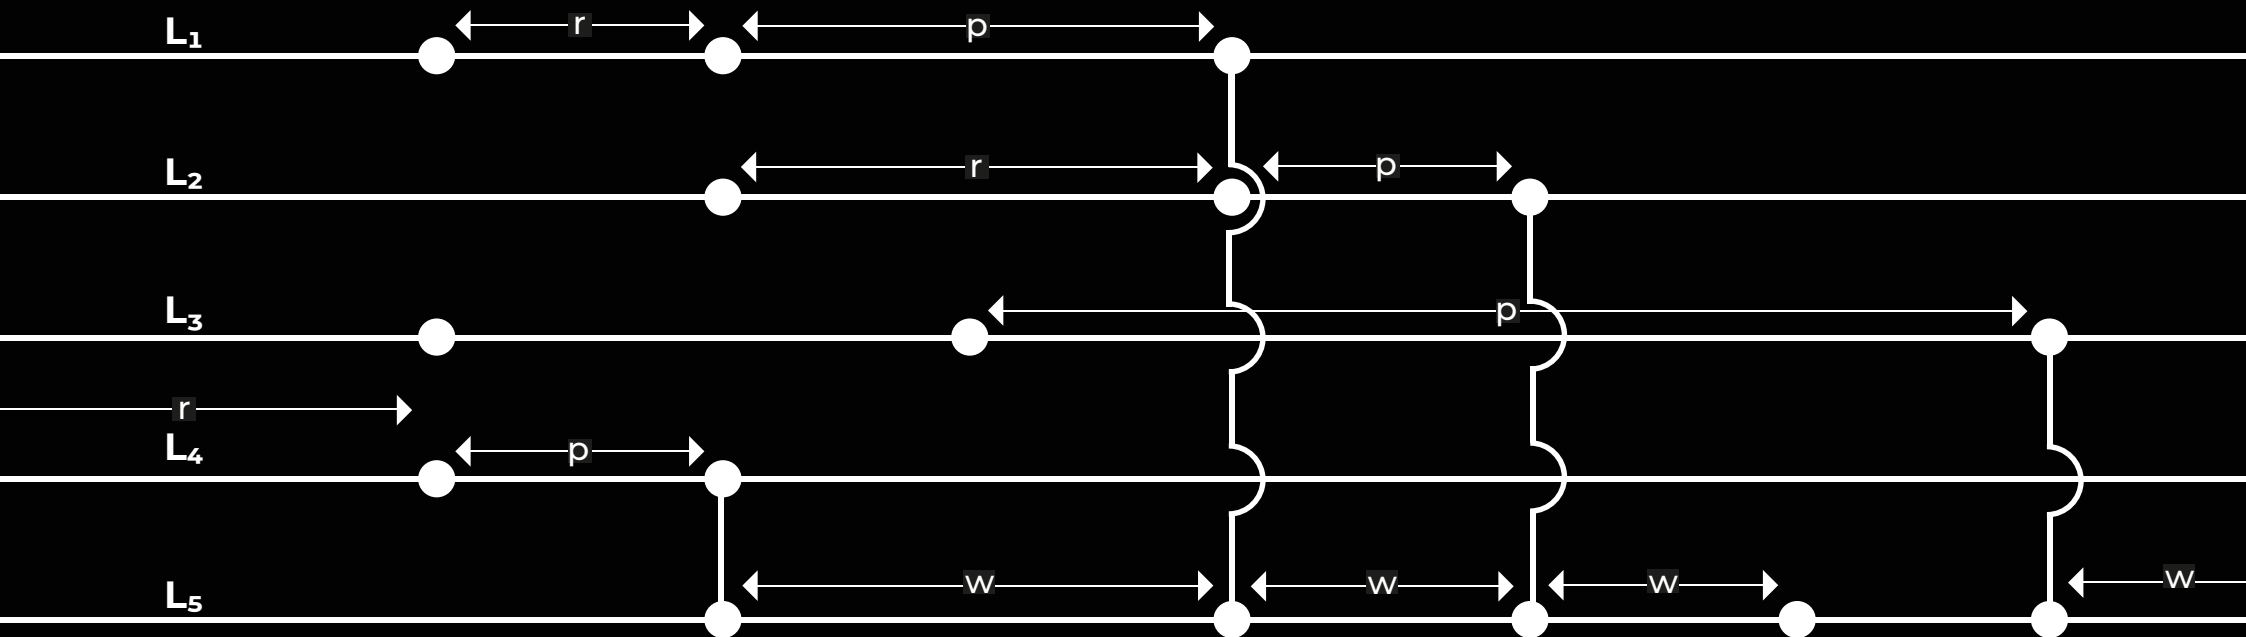 L₁ r p
L₂ r p
L₃ p
r
L₄ p
L₅ w w w w